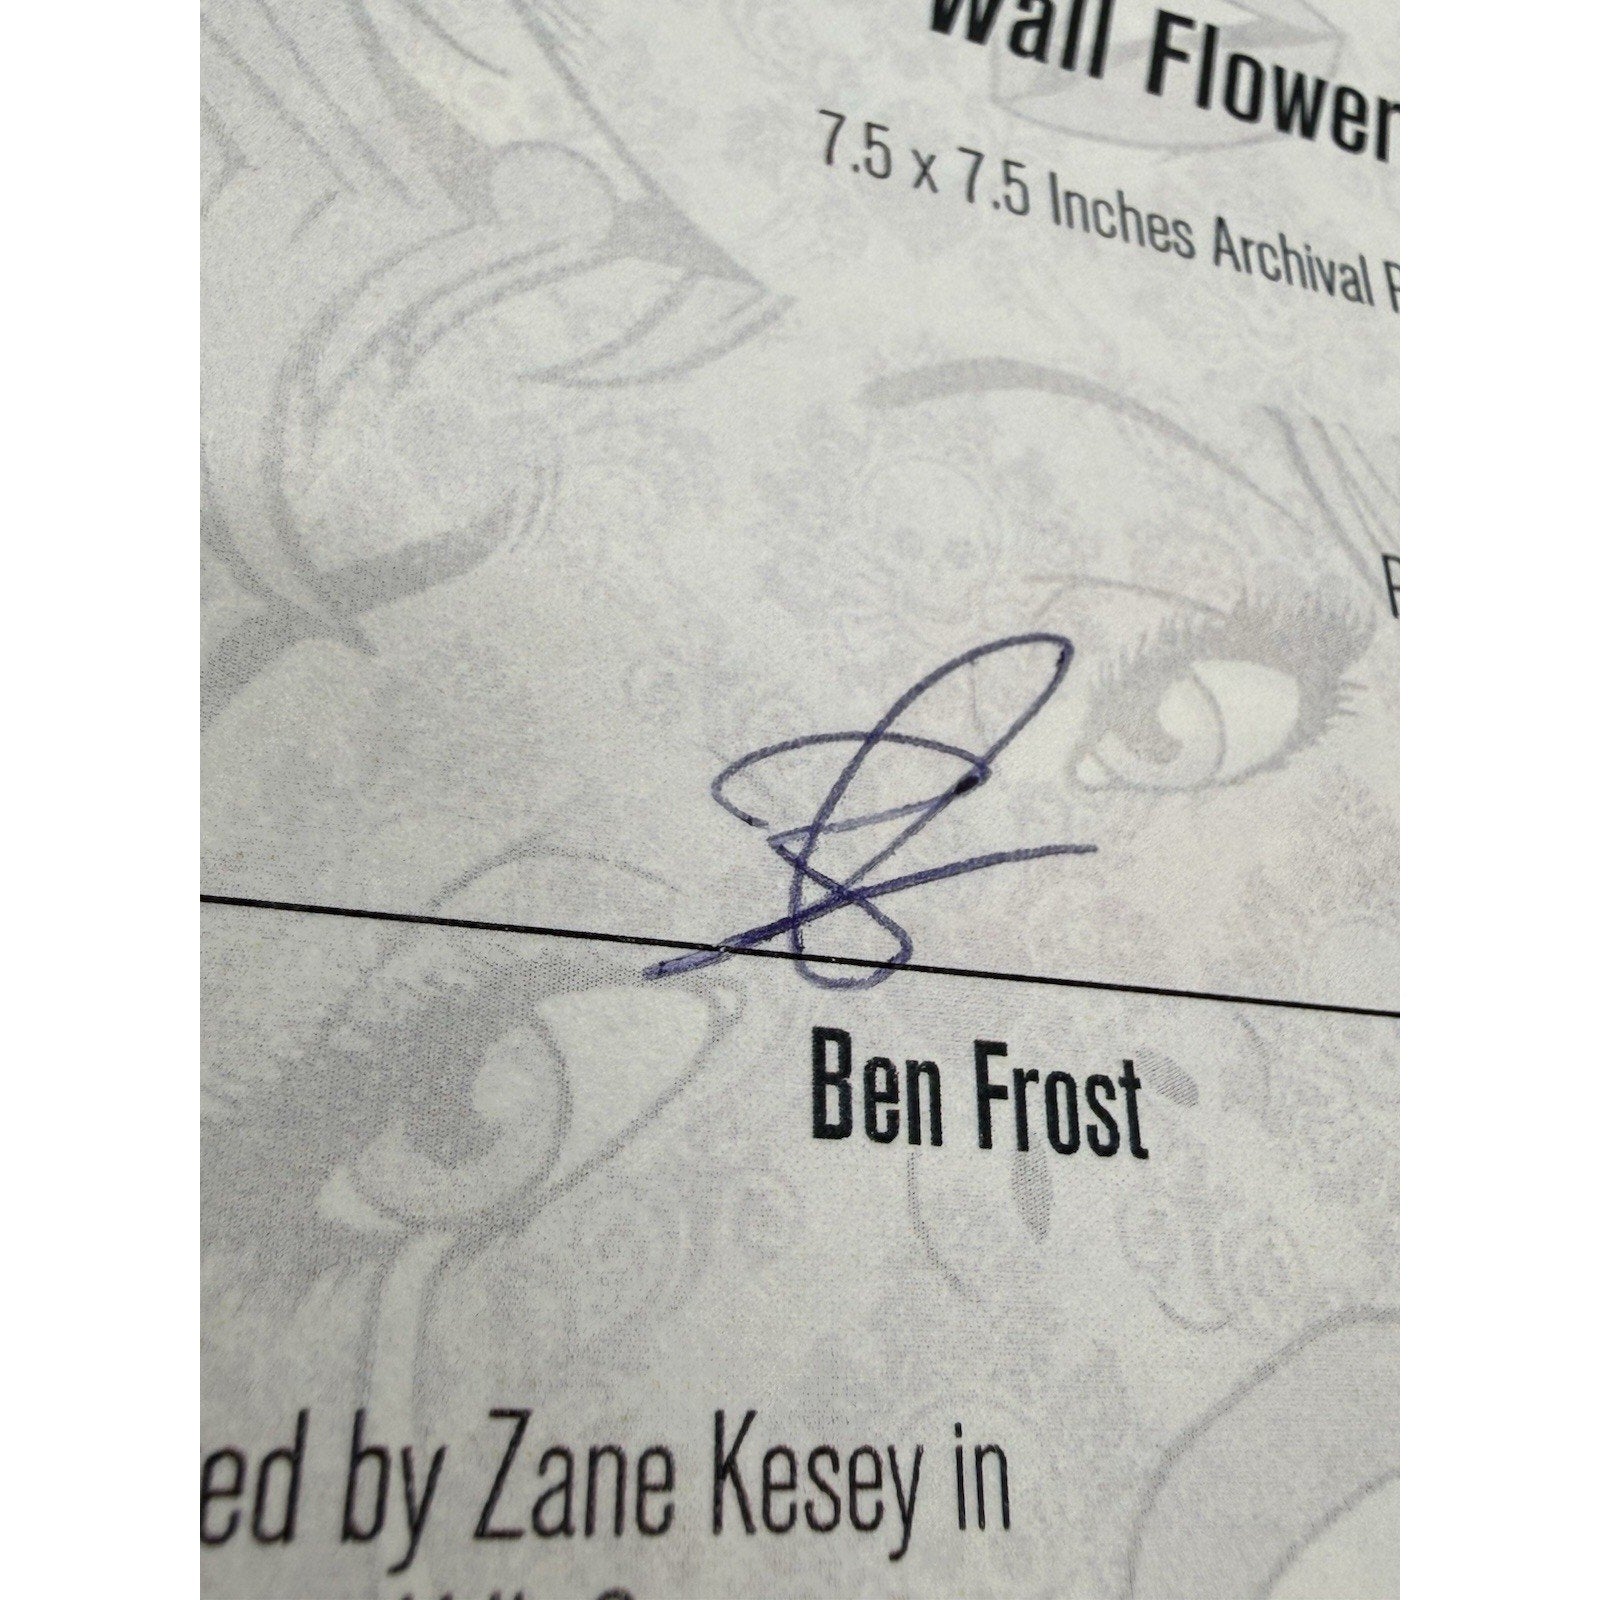 Wall Flower
7.5 x 7.5 Inches Archival
Ben Frost
ed by Zane Kesey in